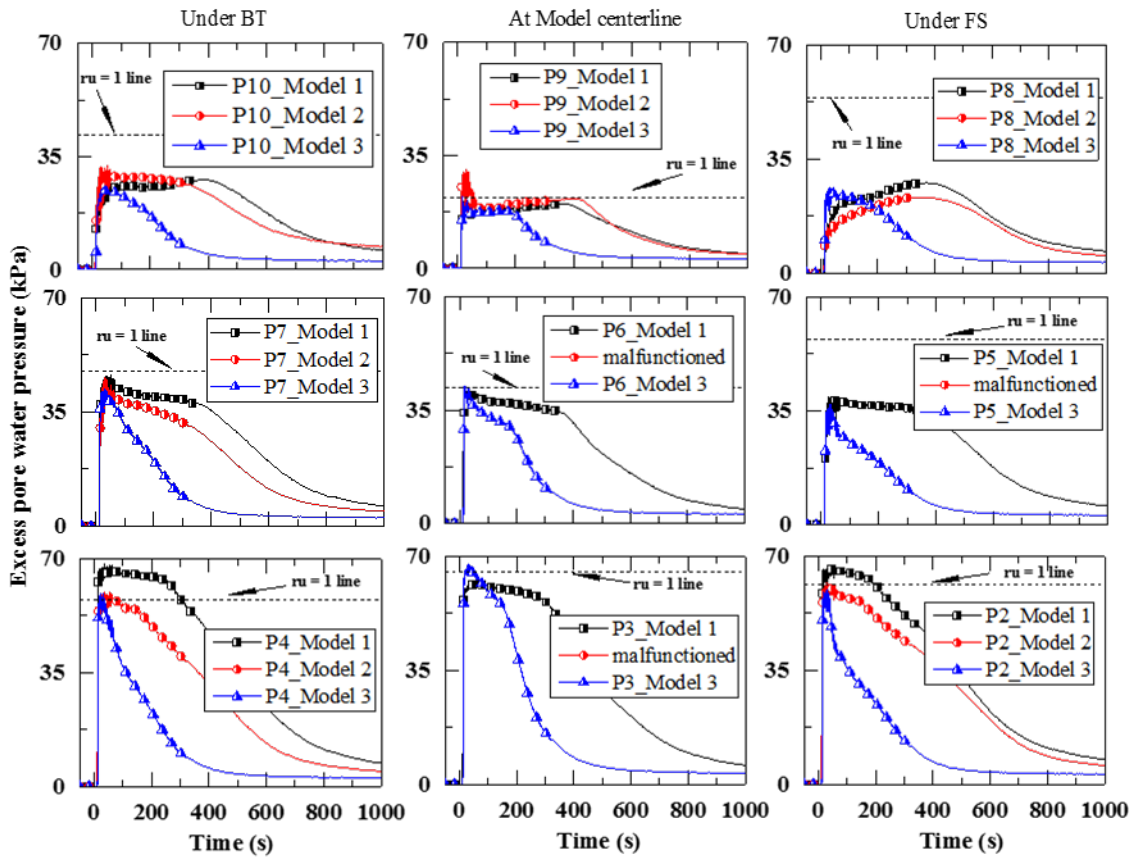 Under BT
At Model centerline
Under FS
Excess pore water pressure (kPa)
70
35
0
ru = 1 line
P10_Model 1
P10_Model 2
P10_Model 3
70
35
0
P9_Model 1
P9_Model 2
P9_Model 3
ru = 1 line
70
35
0
P8_Model 1
P8_Model 2
P8_Model 3
ru = 1 line
70
35
0
ru = 1 line
P7_Model 1
P7_Model 2
P7_Model 3
70
35
0
ru = 1 line
P6_Model 1
malfunctioned
P6_Model 3
70
35
0
ru = 1 line
P5_Model 1
malfunctioned
P5_Model 3
70
35
0
ru = 1 line
P4_Model 1
P4_Model 2
P4_Model 3
0 200 400 600 800 1000
Time (s)
70
35
0
ru = 1 line
P3_Model 1
malfunctioned
P3_Model 3
0 200 400 600 800 1000
Time (s)
70
35
0
ru = 1 line
P2_Model 1
P2_Model 2
P2_Model 3
0 200 400 600 800 1000
Time (s)